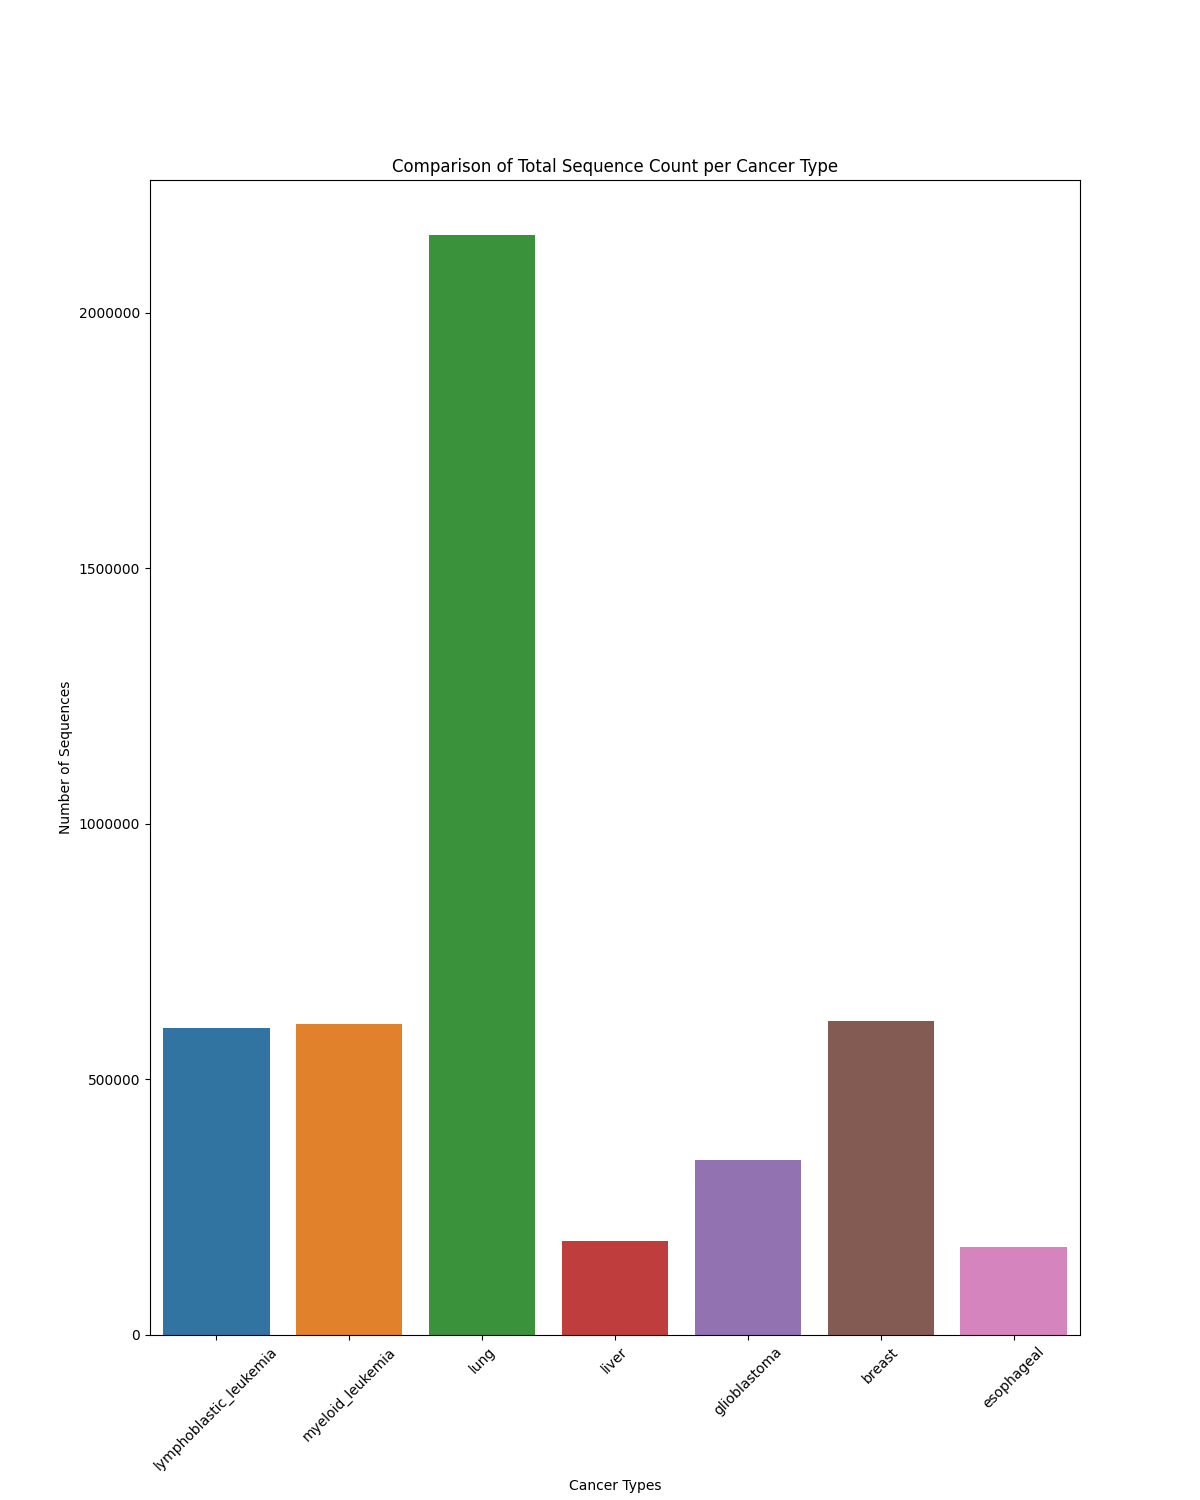 Comparison of Total Sequence Count per Cancer Type
2000000
1500000
1000000
500000
0
Number of Sequences
lymphoblastic_leukemia
myeloid_leukemia
lung
liver
glioblastoma
breast
esophageal
Cancer Types